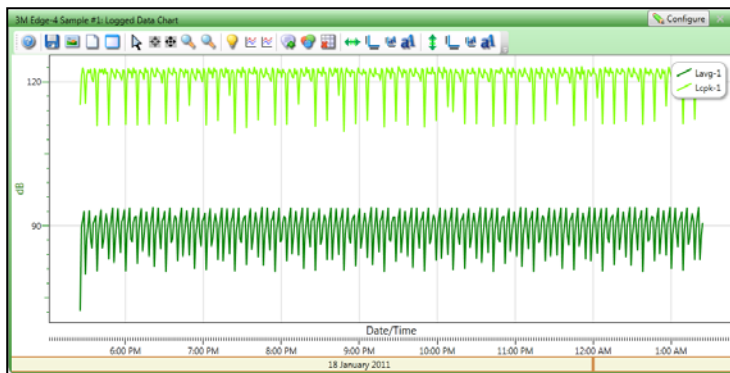 3M Edge-4 Sample #1: Logged Data Chart
Configure
Lavg-1
Lcpk-1
120
dB
90
Date/Time
6:00 PM 7:00 PM 8:00 PM 9:00 PM 10:00 PM 11:00 PM 12:00 AM 1:00 AM
18 January 2011